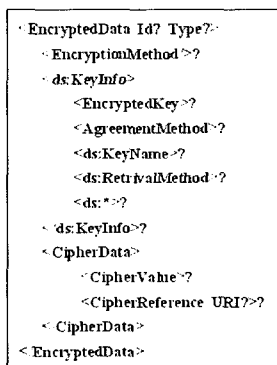 <EncryptedData Id? Type?>
<EncryptionMethod>?
<ds:KeyInfo>
<EncryptedKey>?
<AgreementMethod>?
<ds:KeyName>?
<ds:RetrivalMethod>?
<ds:*>?
<ds:KeyInfo>?
<CipherData>
<CipherValue>?
<CipherReference URI?>?
<CipherData>
<EncryptedData>